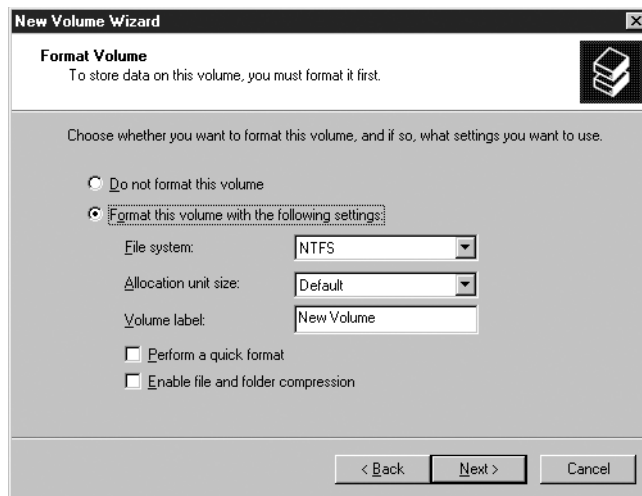 New Volume Wizard
Format Volume
To store data on this volume, you must format it first.
Choose whether you want to format this volume, and if so, what settings you want to use.
Do not format this volume
Format this volume with the following settings:
File system: NTFS
Allocation unit size: Default
Volume label: New Volume
Perform a quick format
Enable file and folder compression
< Back Next > Cancel